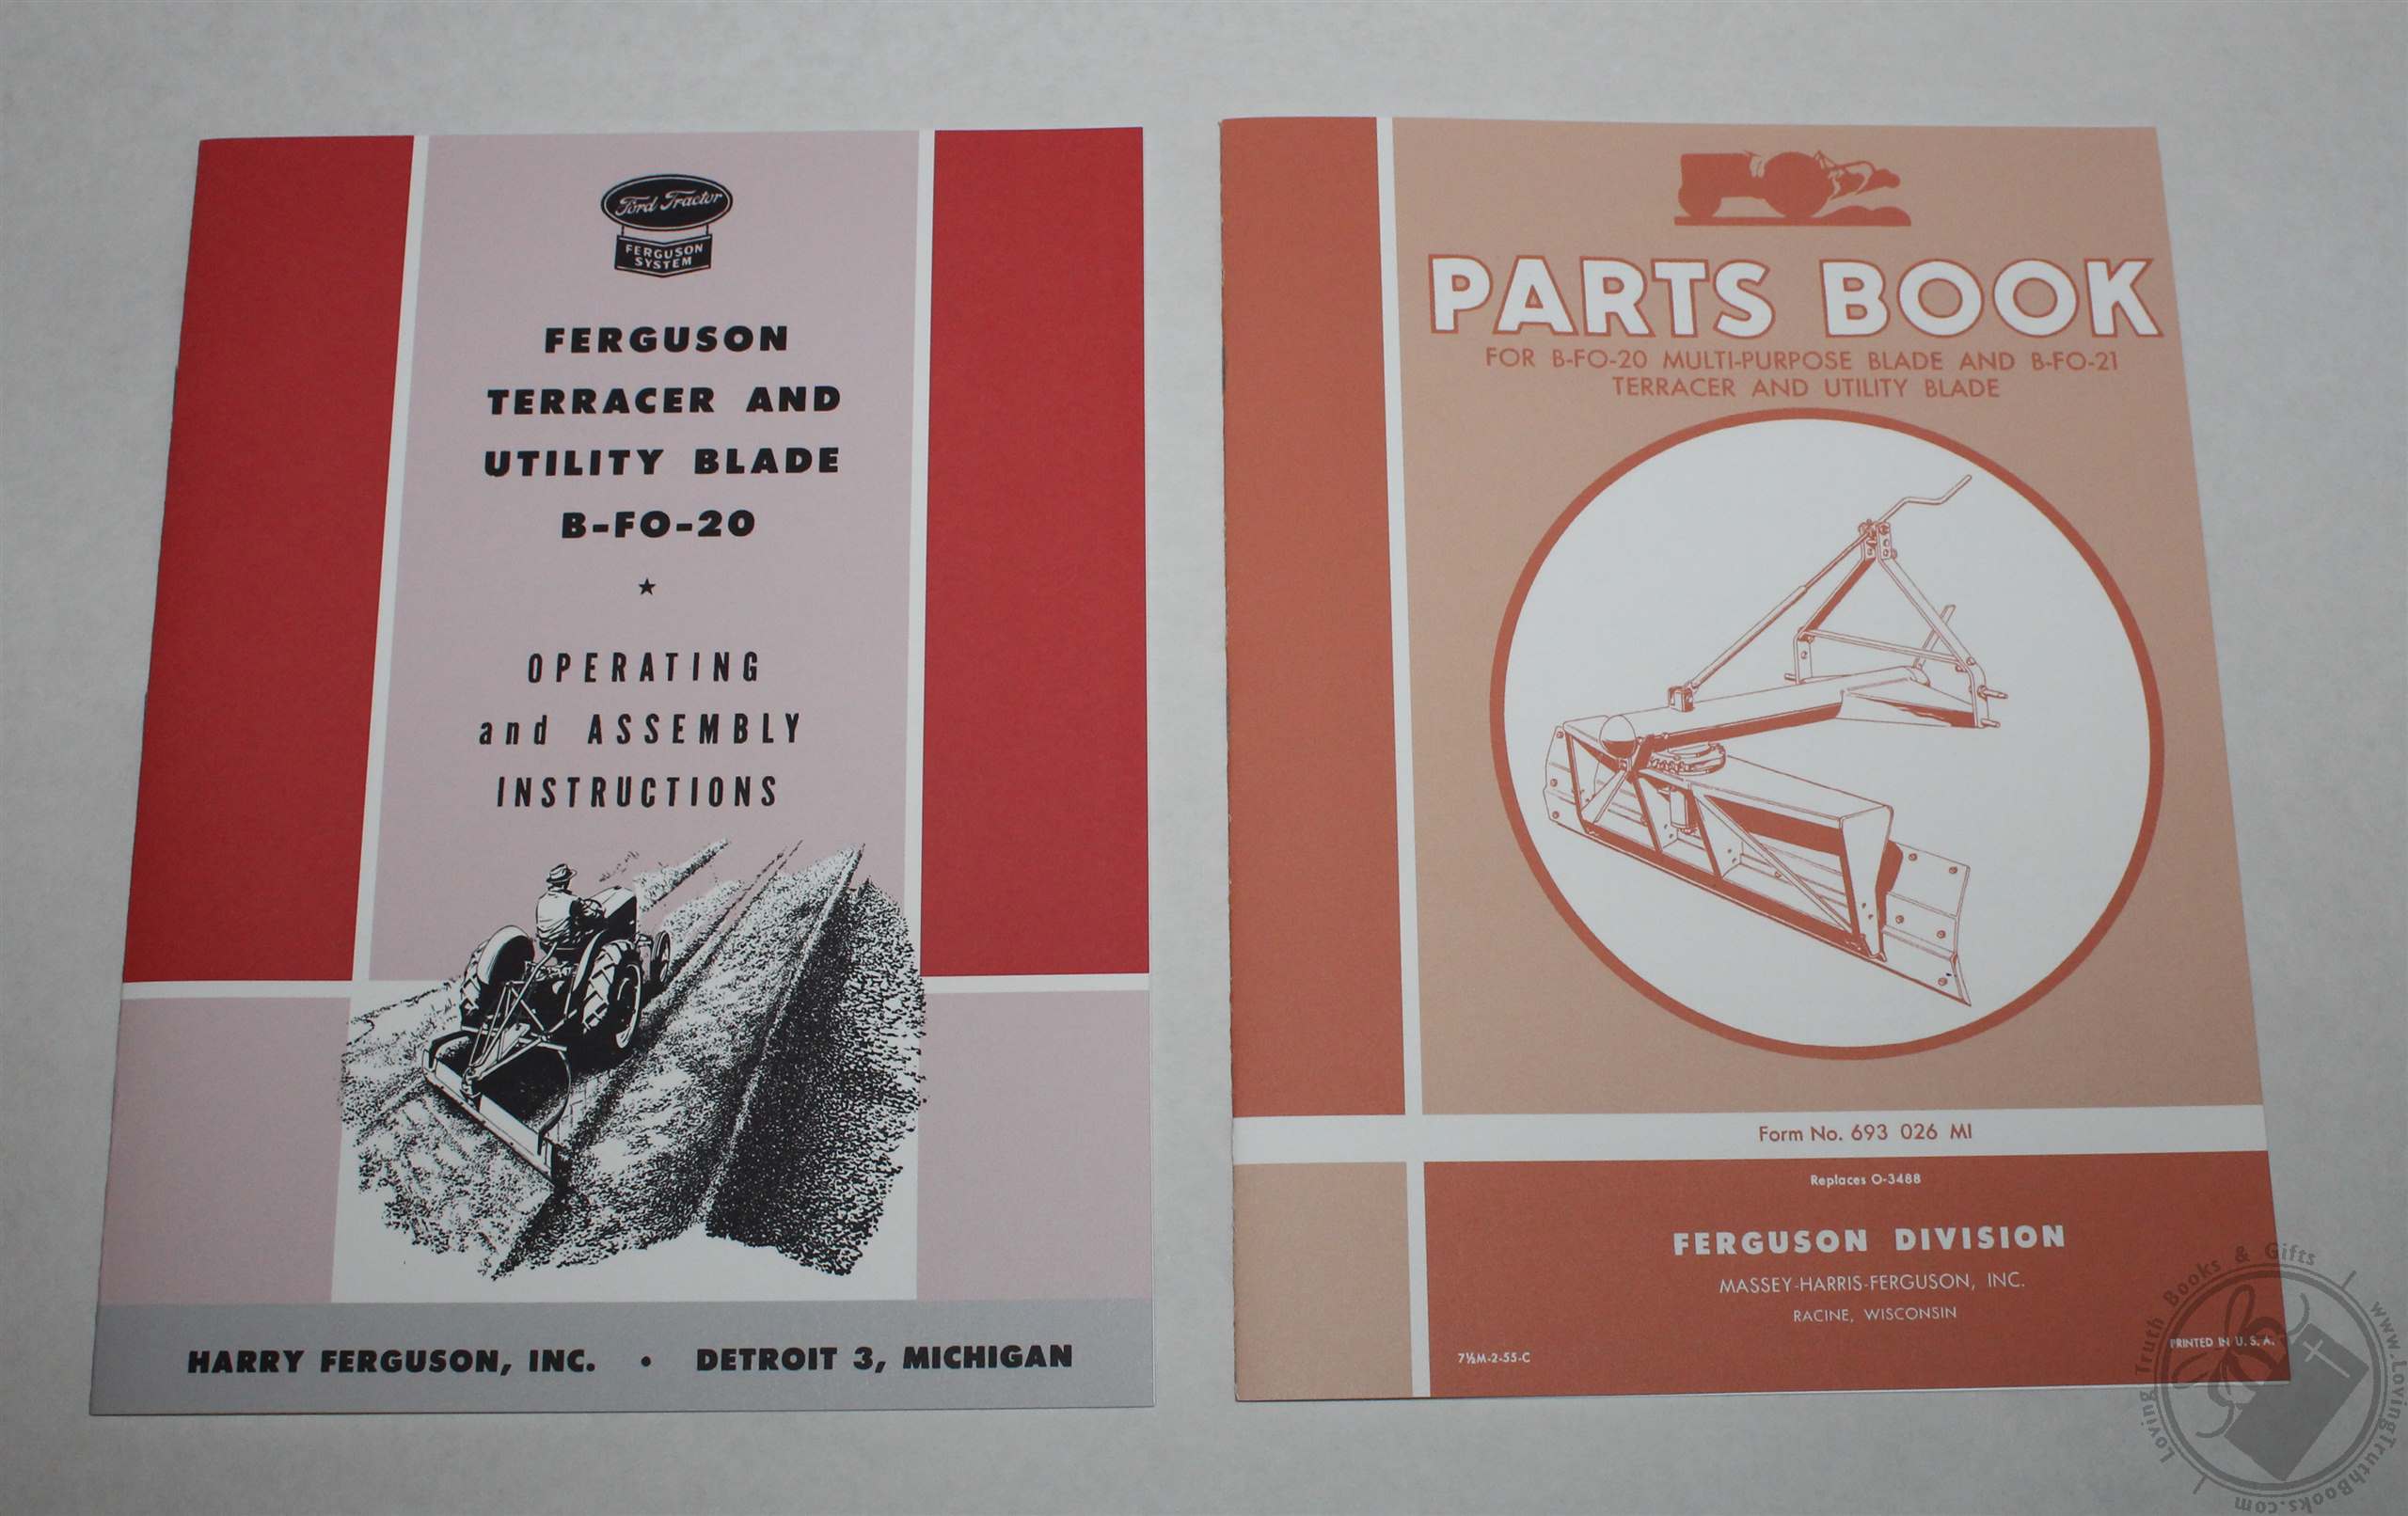 Ford Tractor
FERGUSON
SYSTEM
FERGUSON
TERRACER AND
UTILITY BLADE
B-FO-20
★
OPERATING
and ASSEMBLY
INSTRUCTIONS
HARRY FERGUSON, INC. • DETROIT 3, MICHIGAN
PARTS BOOK
FOR B-FO-20 MULTI-PURPOSE BLADE AND B-FO-21
TERRACER AND UTILITY BLADE
Form No. 693 026 MI
Replaces O-3488
FERGUSON DIVISION
MASSEY-HARRIS-FERGUSON, INC.
RACINE, WISCONSIN
7½M-2-55-C
PRINTED IN U. S. A.
Loving Truth Books & Gifts
www.LovingTruthBooks.com